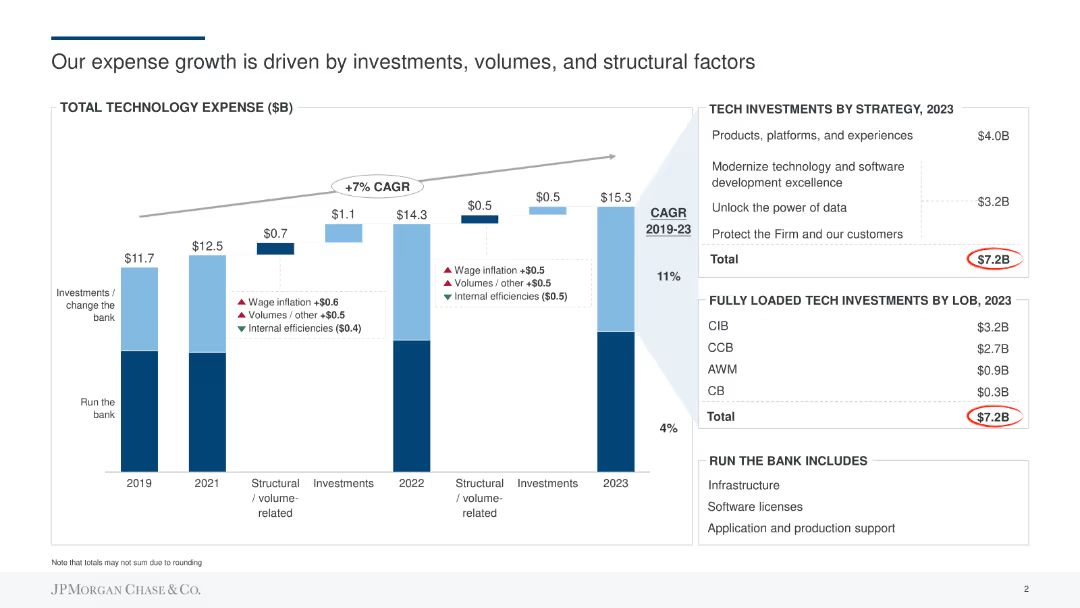 Our expense growth is driven by investments, volumes, and structural factors
TOTAL TECHNOLOGY EXPENSE ($B)
+7% CAGR
$11.7
$12.5
$0.7
$1.1
$14.3
$0.5
$0.5
$15.3
Investments /
change the
bank
Run the
bank
Wage inflation +$0.6
Volumes / other +$0.5
Internal efficiencies ($0.4)
Wage inflation +$0.5
Volumes / other +$0.5
Internal efficiencies ($0.5)
CAGR
2019-23
11%
4%
2019
2021
Structural
/ volume-
related
Investments
2022
Structural
/ volume-
related
Investments
2023
TECH INVESTMENTS BY STRATEGY, 2023
Products, platforms, and experiences $4.0B
Modernize technology and software
development excellence
Unlock the power of data
$3.2B
Protect the Firm and our customers
Total $7.2B
FULLY LOADED TECH INVESTMENTS BY LOB, 2023
CIB $3.2B
CCB $2.7B
AWM $0.9B
CB $0.3B
Total $7.2B
RUN THE BANK INCLUDES
Infrastructure
Software licenses
Application and production support
Note that totals may not sum due to rounding
JPMORGAN CHASE & CO.
2